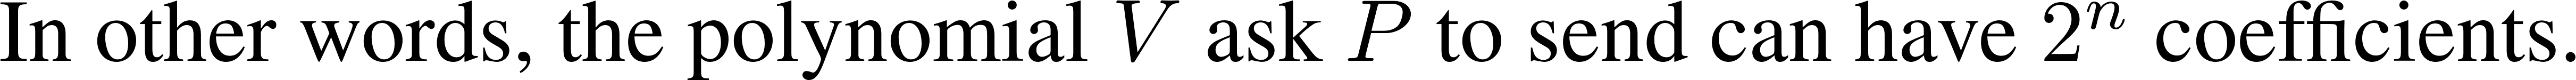 In other words, the polynomial $V$ ask $P$ to send can have $2^n$ coefficients.